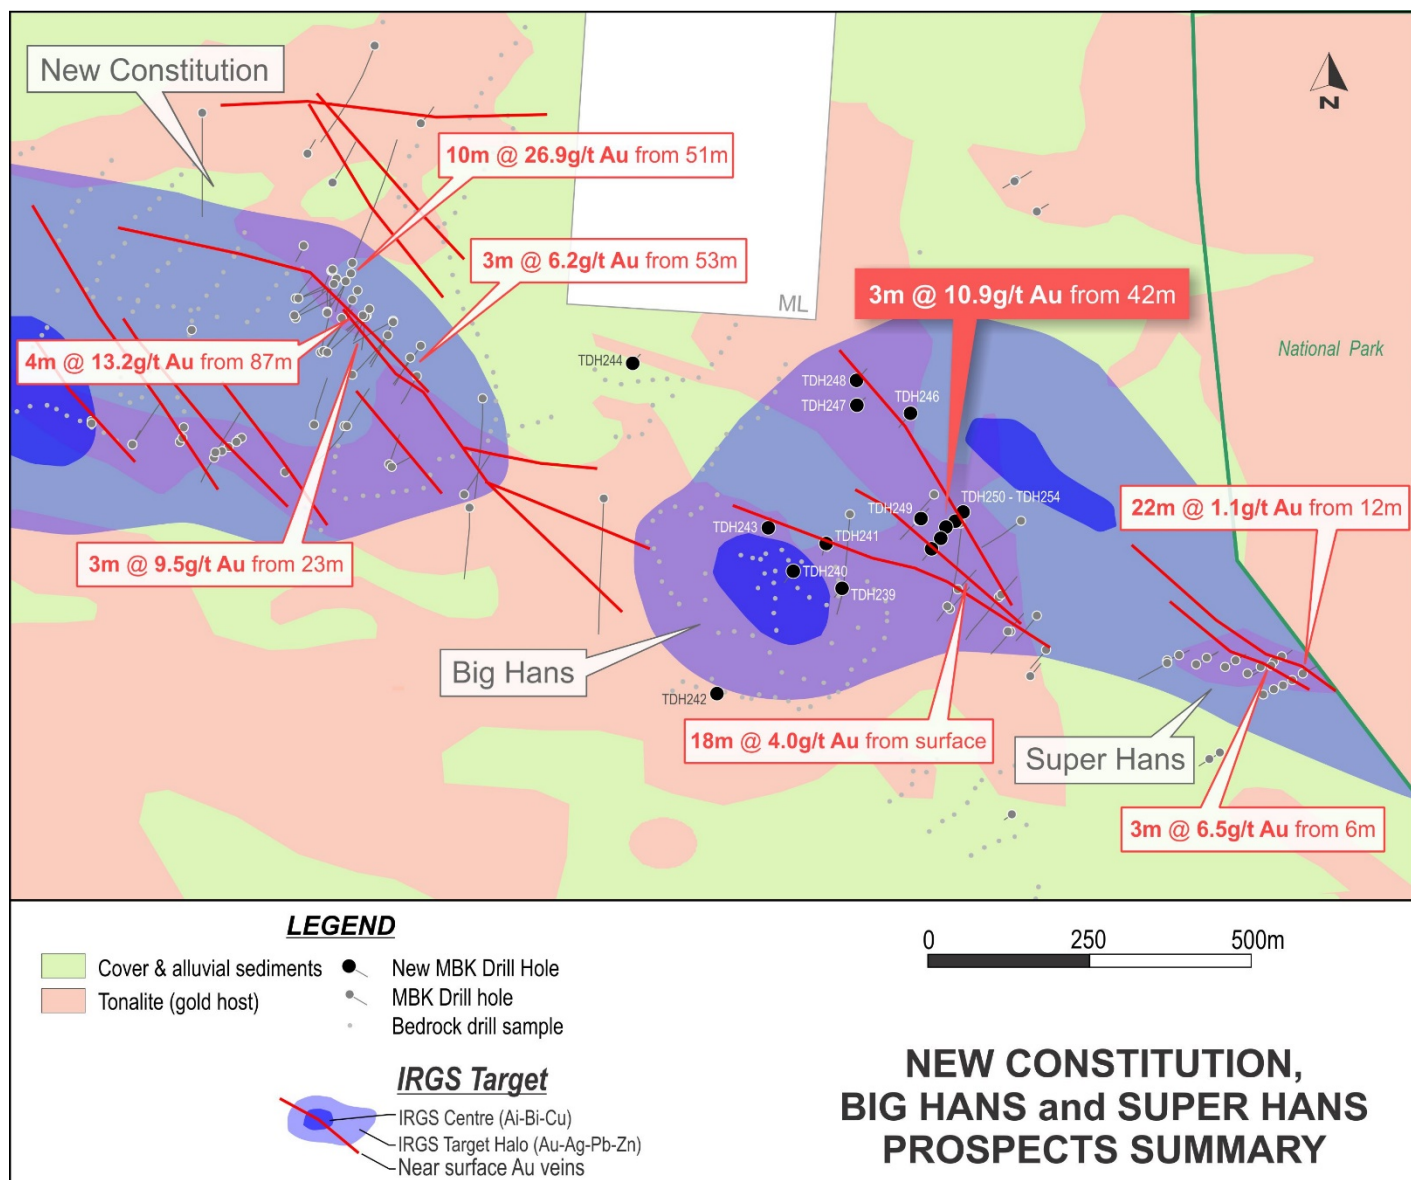 New Constitution
N
10m @ 26.9g/t Au from 51m
3m @ 6.2g/t Au from 53m
3m @ 10.9g/t Au from 42m
ML
National Park
4m @ 13.2g/t Au from 87m
TDH244
TDH248
TDH247
TDH246
TDH250 - TDH254
TDH249
22m @ 1.1g/t Au from 12m
TDH243
TDH241
3m @ 9.5g/t Au from 23m
TDH240
TDH239
Big Hans
TDH242
18m @ 4.0g/t Au from surface
Super Hans
3m @ 6.5g/t Au from 6m
LEGEND
Cover & alluvial sediments
New MBK Drill Hole
Tonalite (gold host)
MBK Drill hole
Bedrock drill sample
IRGS Target
IRGS Centre (Ai-Bi-Cu)
IRGS Target Halo (Au-Ag-Pb-Zn)
Near surface Au veins
0 250 500m
NEW CONSTITUTION,
BIG HANS and SUPER HANS
PROSPECTS SUMMARY